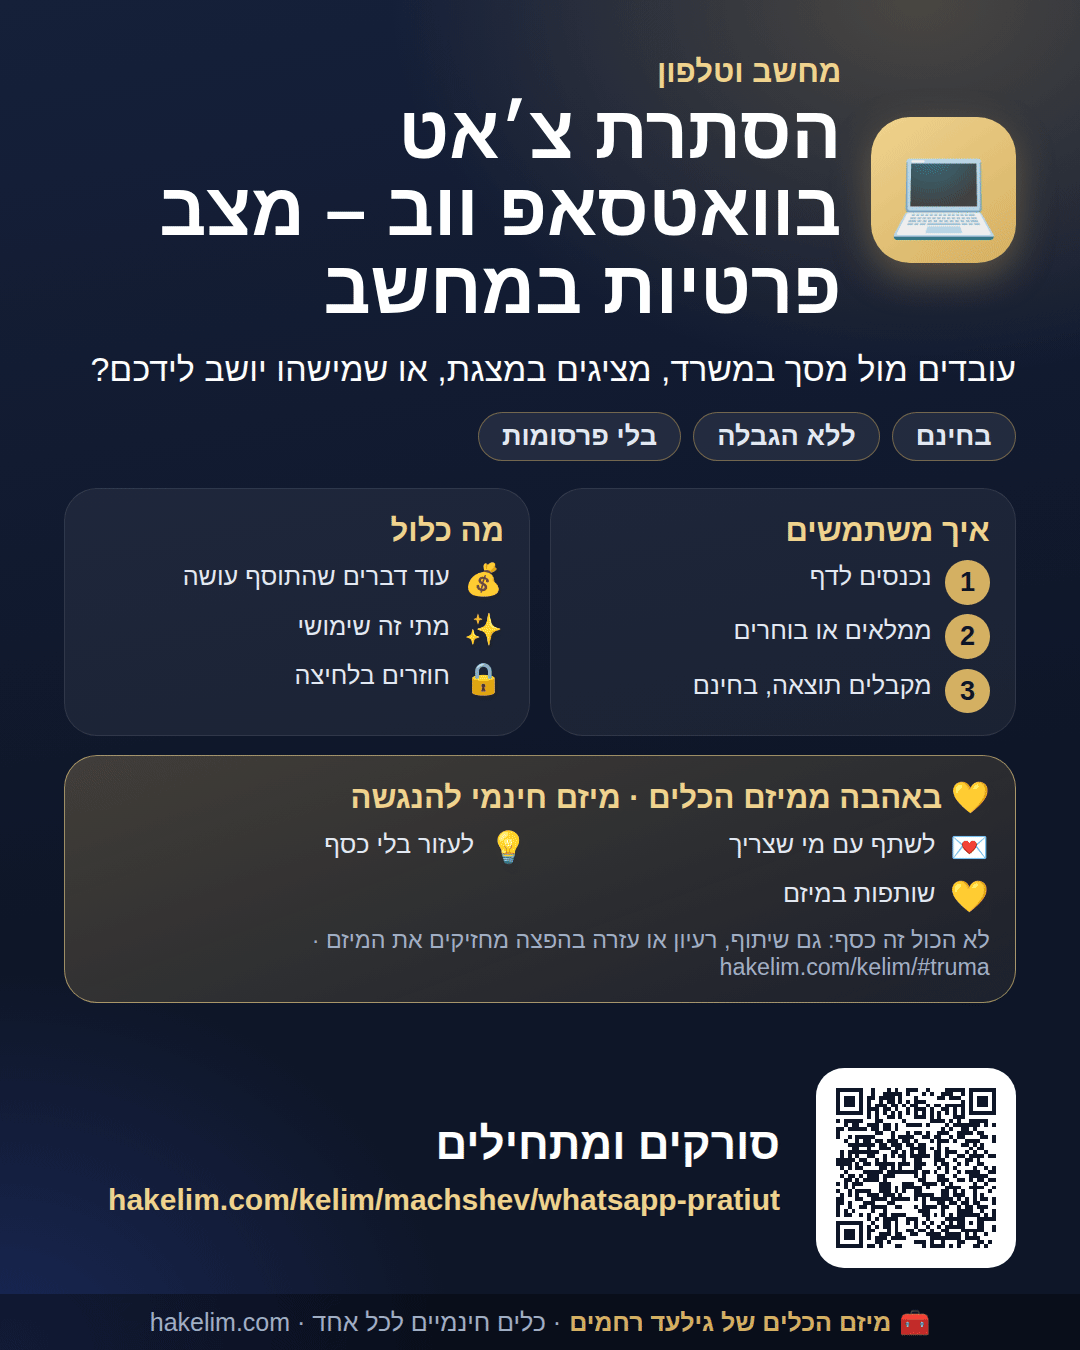 מחשב וטלפון
הסתרת צ׳אט
בוואטסאפ ווב – מצב
פרטיות במחשב
עובדים מול מסך במשרד, מציגים במצגת, או שמישהו יושב לידכם?
בחינם
ללא הגבלה
בלי פרסומות
איך משתמשים
1 נכנסים לדף
2 ממלאים או בוחרים
3 מקבלים תוצאה, בחינם
מה כלול
💰 עוד דברים שהתוסף עושה
✨ מתי זה שימושי
🔒 חוזרים בלחיצה
💛 באהבה ממיזם הכלים · מיזם חינמי להנגשה
💌 לשתף עם מי שצריך
💡 לעזור בלי כסף
💛 שותפות במיזם
לא הכול זה כסף: גם שיתוף, רעיון או עזרה בהפצה מחזיקים את המיזם ·
hakelim.com/kelim/#truma
סורקים ומתחילים
hakelim.com/kelim/machshev/whatsapp-pratiut
🧰 מיזם הכלים של גילעד רחמים · כלים חינמיים לכל אחד · hakelim.com